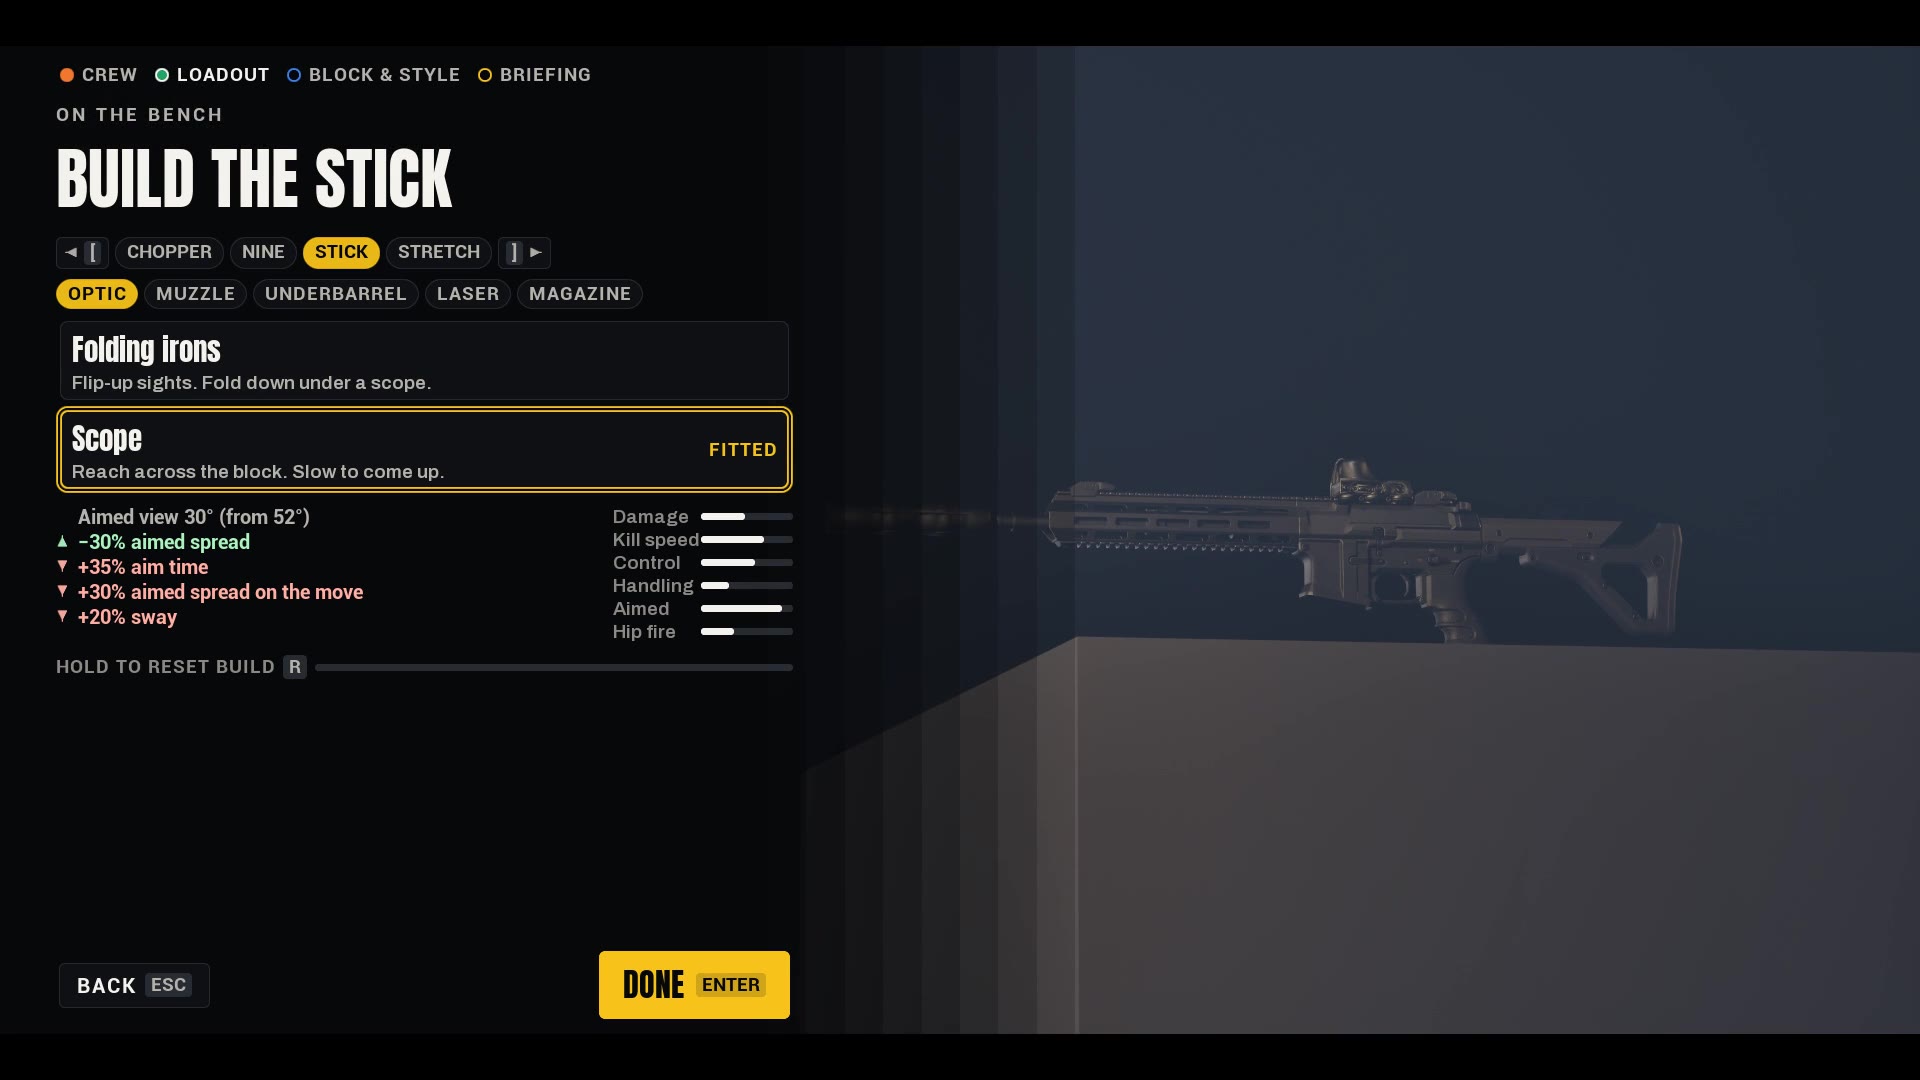 CREW LOADOUT BLOCK & STYLE BRIEFING
ON THE BENCH
BUILD THE STICK
◄ [ CHOPPER NINE STICK STRETCH ] ►
OPTIC MUZZLE UNDERBARREL LASER MAGAZINE
Folding irons
Flip-up sights. Fold down under a scope.
Scope
Reach across the block. Slow to come up.
FITTED
Aimed view 30° (from 52°)
▲ −30% aimed spread
▼ +35% aim time
▼ +30% aimed spread on the move
▼ +20% sway
Damage
Kill speed
Control
Handling
Aimed
Hip fire
HOLD TO RESET BUILD R
BACK ESC
DONE ENTER